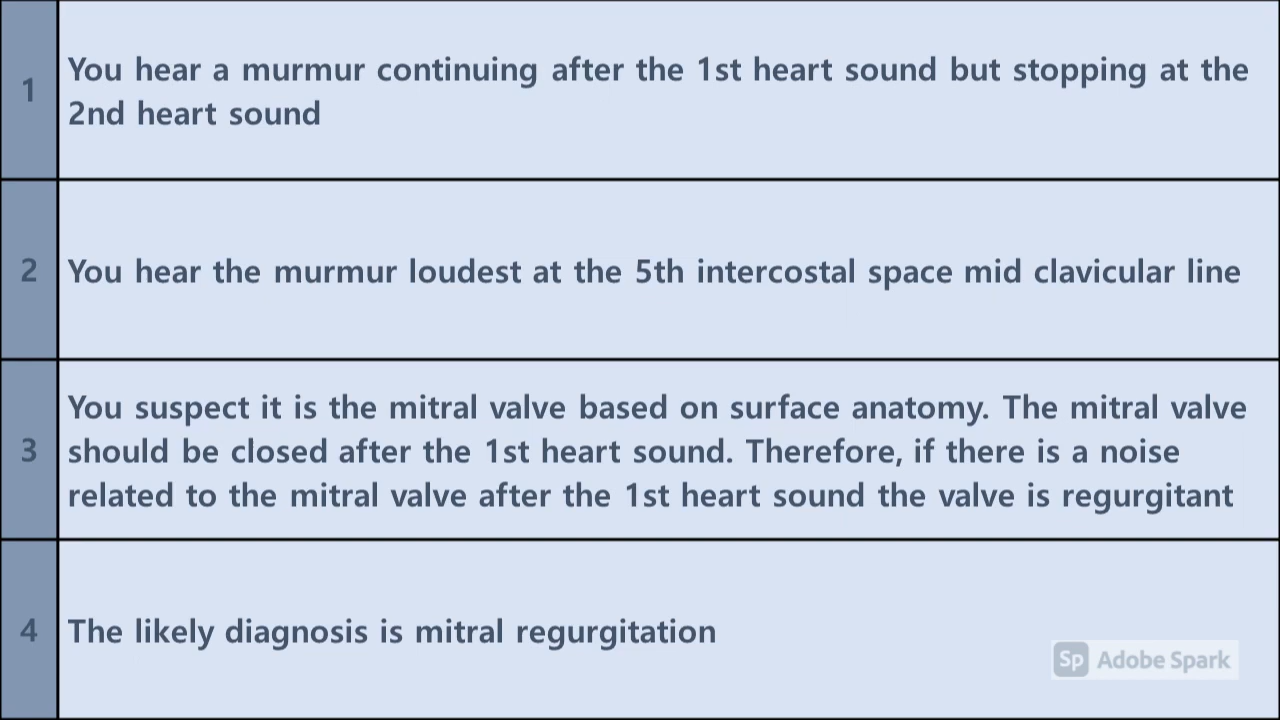 1
You hear a murmur continuing after the 1st heart sound but stopping at the
2nd heart sound
2
You hear the murmur loudest at the 5th intercostal space mid clavicular line
3
You suspect it is the mitral valve based on surface anatomy. The mitral valve
should be closed after the 1st heart sound. Therefore, if there is a noise
related to the mitral valve after the 1st heart sound the valve is regurgitant
4
The likely diagnosis is mitral regurgitation
Sp Adobe Spark